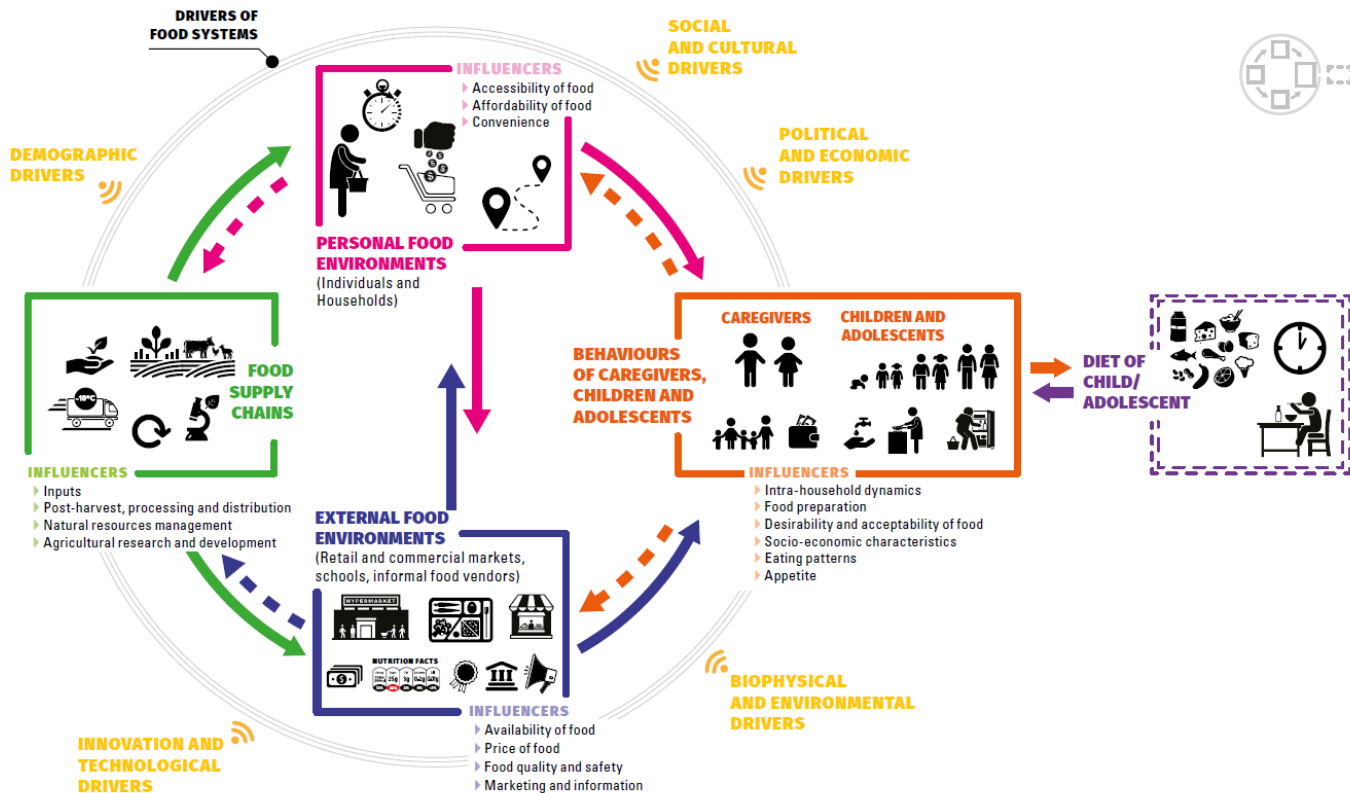 DRIVERS OF
FOOD SYSTEMS
SOCIAL
AND CULTURAL
DRIVERS
POLITICAL
AND ECONOMIC
DRIVERS
DEMOGRAPHIC
DRIVERS
INFLUENCERS
Accessibility of food
Affordability of food
Convenience
PERSONAL FOOD
ENVIRONMENTS
(Individuals and
Households)
FOOD
SUPPLY
CHAINS
INFLUENCERS
Inputs
Post-harvest, processing and distribution
Natural resources management
Agricultural research and development
BEHAVIOURS
OF CAREGIVERS,
CHILDREN AND
ADOLESCENTS
CAREGIVERS
CHILDREN AND
ADOLESCENTS
INFLUENCERS
Intra-household dynamics
Food preparation
Desirability and acceptability of food
Socio-economic characteristics
Eating patterns
Appetite
DIET OF
CHILD/
ADOLESCENT
EXTERNAL FOOD
ENVIRONMENTS
(Retail and commercial markets,
schools, informal food vendors)
HYPERMARKET
NUTRITION FACTS
INFLUENCERS
Availability of food
Price of food
Food quality and safety
Marketing and information
BIOPHYSICAL
AND ENVIRONMENTAL
DRIVERS
INNOVATION AND
TECHNOLOGICAL
DRIVERS